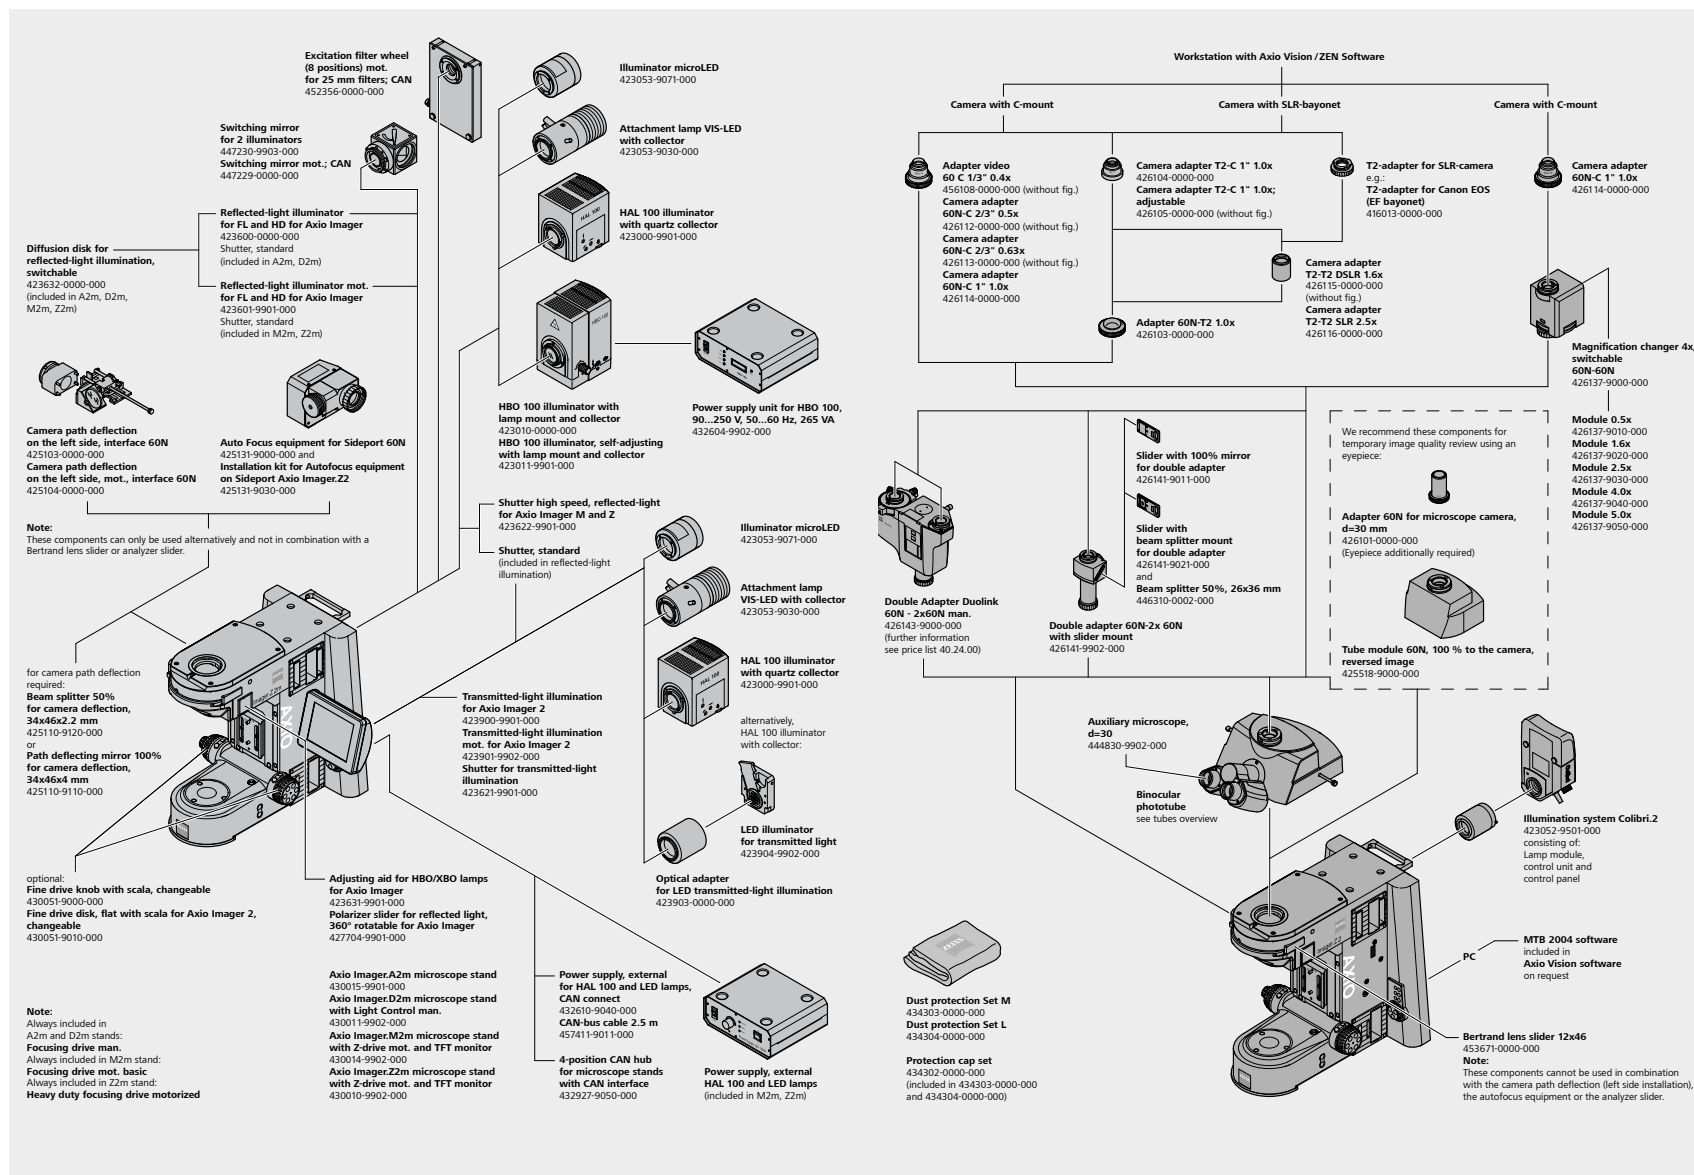 Excitation filter wheel
(8 positions) mot.
for 25 mm filters; CAN
452356-0000-000
Switching mirror
for 2 illuminators
447230-9903-000
Switching mirror mot.; CAN
447229-0000-000
Reflected-light illuminator
for FL and HD for Axio Imager
423600-0000-000
Shutter, standard
(included in A2m, D2m)
Diffusion disk for
reflected-light illumination,
switchable
423632-0000-000
(included in A2m, D2m,
M2m, Z2m)
Reflected-light illuminator mot.
for FL and HD for Axio Imager
423601-9901-000
Shutter, standard
(included in M2m, Z2m)
Camera path deflection
on the left side, interface 60N
425103-0000-000
Camera path deflection
on the left side, mot., interface 60N
425104-0000-000
Auto Focus equipment for Sideport 60N
425131-9000-000 and
Installation kit for Autofocus equipment
on Sideport Axio Imager.Z2
425131-9030-000
Note:
These components can only be used alternatively and not in combination with a
Bertrand lens slider or analyzer slider.
Illuminator microLED
423053-9071-000
Attachment lamp VIS-LED
with collector
423053-9030-000
HAL 100
HAL 100 illuminator
with quartz collector
423000-9901-000
HBO 100
HBO 100 illuminator with
lamp mount and collector
423010-0000-000
HBO 100 illuminator, self-adjusting
with lamp mount and collector
423011-9901-000
Power supply unit for HBO 100,
90...250 V, 50...60 Hz, 265 VA
432604-9902-000
Shutter high speed, reflected-light
for Axio Imager M and Z
423622-9901-000
Shutter, standard
(included in reflected-light
illumination)
Illuminator microLED
423053-9071-000
Attachment lamp
VIS-LED with collector
423053-9030-000
HAL 100
HAL 100 illuminator
with quartz collector
423000-9901-000
alternatively,
HAL 100 illuminator
with collector:
LED illuminator
for transmitted light
423904-9902-000
Optical adapter
for LED transmitted-light illumination
423903-0000-000
for camera path deflection
required:
Beam splitter 50%
for camera deflection,
34x46x2.2 mm
425110-9120-000
or
Path deflecting mirror 100%
for camera deflection,
34x46x4 mm
425110-9110-000
AXIO
Transmitted-light illumination
for Axio Imager 2
423900-9901-000
Transmitted-light illumination
mot. for Axio Imager 2
423901-9902-000
Shutter for transmitted-light
illumination
423621-9901-000
optional:
Fine drive knob with scala, changeable
430051-9000-000
Fine drive disk, flat with scala for Axio Imager 2,
changeable
430051-9010-000
Adjusting aid for HBO/XBO lamps
for Axio Imager
423631-9901-000
Polarizer slider for reflected light,
360° rotatable for Axio Imager
427704-9901-000
Axio Imager.A2m microscope stand
430015-9901-000
Axio Imager.D2m microscope stand
with Light Control man.
430011-9902-000
Axio Imager.M2m microscope stand
with Z-drive mot. and TFT monitor
430014-9902-000
Axio Imager.Z2m microscope stand
with Z-drive mot. and TFT monitor
430010-9902-000
Note:
Always included in
A2m and D2m stands:
Focusing drive man.
Always included in M2m stand:
Focusing drive mot. basic
Always included in Z2m stand:
Heavy duty focusing drive motorized
Power supply, external
for HAL 100 and LED lamps,
CAN connect
432610-9040-000
CAN-bus cable 2.5 m
457411-9011-000
4-position CAN hub
for microscope stands
with CAN interface
432927-9050-000
Power supply, external
HAL 100 and LED lamps
(included in M2m, Z2m)
Workstation with Axio Vision / ZEN Software
Camera with C-mount
Camera with SLR-bayonet
Camera with C-mount
Adapter video
60 C 1/3" 0.4x
456108-0000-000 (without fig.)
Camera adapter
60N-C 2/3" 0.5x
426112-0000-000 (without fig.)
Camera adapter
60N-C 2/3" 0.63x
426113-0000-000 (without fig.)
Camera adapter
60N-C 1" 1.0x
426114-0000-000
Camera adapter T2-C 1" 1.0x
426104-0000-000
Camera adapter T2-C 1" 1.0x;
adjustable
426105-0000-000 (without fig.)
T2-adapter for SLR-camera
e.g.:
T2-adapter for Canon EOS
(EF bayonet)
416013-0000-000
Camera adapter
60N-C 1" 1.0x
426114-0000-000
Camera adapter
T2-T2 DSLR 1.6x
426115-0000-000
(without fig.)
Camera adapter
T2-T2 SLR 2.5x
426116-0000-000
Adapter 60N-T2 1.0x
426103-0000-000
Magnification changer 4x,
switchable
60N-60N
426137-9000-000
Module 0.5x
426137-9010-000
Module 1.6x
426137-9020-000
Module 2.5x
426137-9030-000
Module 4.0x
426137-9040-000
Module 5.0x
426137-9050-000
Slider with 100% mirror
for double adapter
426141-9011-000
Slider with
beam splitter mount
for double adapter
426141-9021-000
and
Beam splitter 50%, 26x36 mm
446310-0002-000
We recommend these components for
temporary image quality review using an
eyepiece:
Adapter 60N for microscope camera,
d=30 mm
426101-0000-000
(Eyepiece additionally required)
Tube module 60N, 100 % to the camera,
reversed image
425518-9000-000
Double Adapter Duolink
60N - 2x60N man.
426143-9000-000
(further information
see price list 40.24.00)
Double adapter 60N-2x 60N
with slider mount
426141-9902-000
Auxiliary microscope,
d=30
444830-9902-000
Binocular
phototube
see tubes overview
Illumination system Colibri.2
423052-9501-000
consisting of:
Lamp module,
control unit and
control panel
ZEISS
Dust protection Set M
434303-0000-000
Dust protection Set L
434304-0000-000
Protection cap set
434302-0000-000
(included in 434303-0000-000
and 434304-0000-000)
AXIO
PC
MTB 2004 software
included in
Axio Vision software
on request
Bertrand lens slider 12x46
453671-0000-000
Note:
These components cannot be used in combination
with the camera path deflection (left side installation),
the autofocus equipment or the analyzer slider.